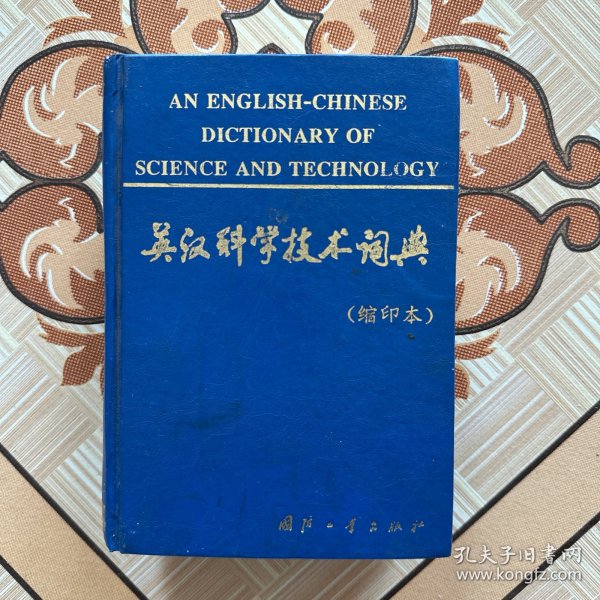 AN ENGLISH-CHINESE
DICTIONARY OF
SCIENCE AND TECHNOLOGY
英汉科学技术词典
(缩印本)
国防工业出版社
孔夫子旧书网
www.kongfz.com